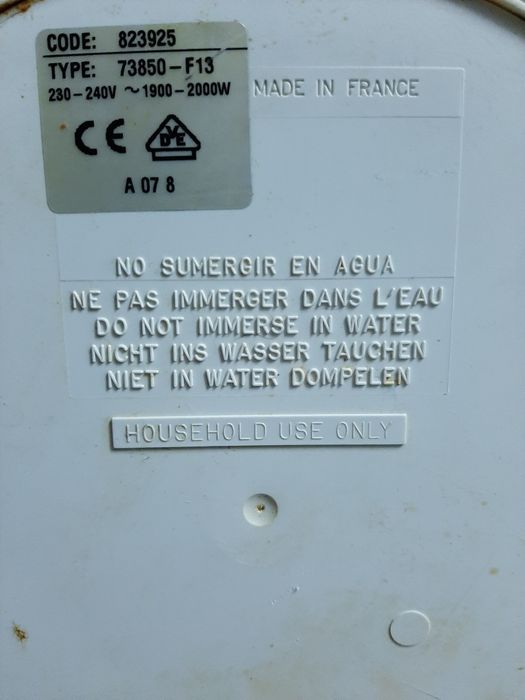 CODE: 823925
TYPE: 73850-F13
230-240V ~ 1900-2000W
CE VDE
A 07 8
MADE IN FRANCE
NO SUMERGIR EN AGUA
NE PAS IMMERGER DANS L'EAU
DO NOT IMMERSE IN WATER
NICHT INS WASSER TAUCHEN
NIET IN WATER DOMPELEN
HOUSEHOLD USE ONLY